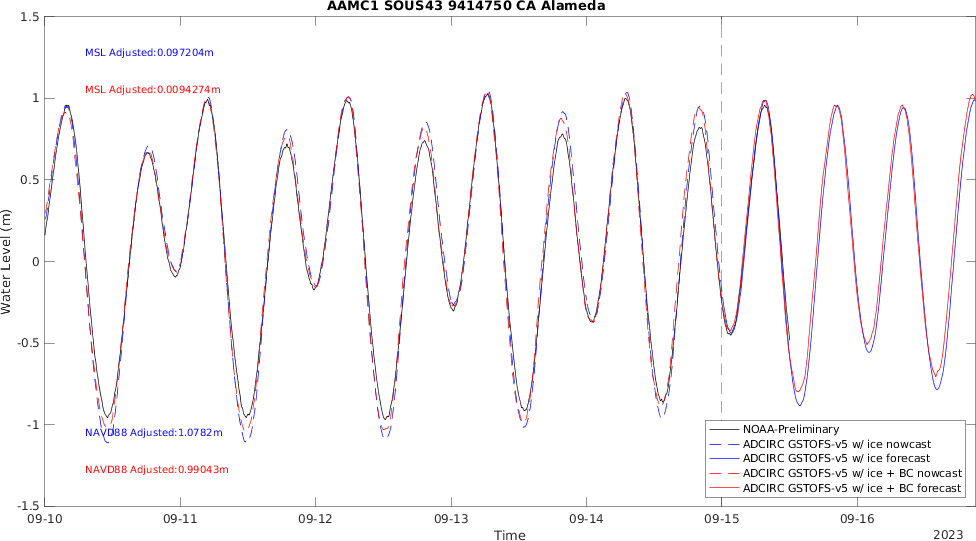 AAMC1 SOUS43 9414750 CA Alameda
1.5
1
0.5
0
-0.5
-1
-1.5
Water Level (m)
MSL Adjusted:0.097204m
MSL Adjusted:0.0094274m
NAVD88 Adjusted:1.0782m
NAVD88 Adjusted:0.99043m
NOAA-Preliminary
ADCIRC GSTOFS-v5 w/ ice nowcast
ADCIRC GSTOFS-v5 w/ ice forecast
ADCIRC GSTOFS-v5 w/ ice + BC nowcast
ADCIRC GSTOFS-v5 w/ ice + BC forecast
09-10 09-11 09-12 09-13 09-14 09-15 09-16
Time
2023